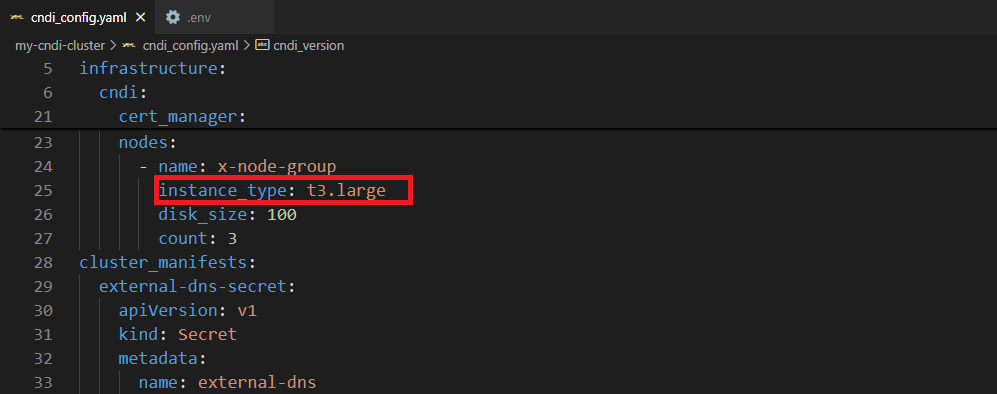 cndi_config.yaml .env
my-cndi-cluster > cndi_config.yaml > cndi_version
5 infrastructure:
6 cndi:
21 cert_manager:
23 nodes:
24 - name: x-node-group
25 instance_type: t3.large
26 disk_size: 100
27 count: 3
28 cluster_manifests:
29 external-dns-secret:
30 apiVersion: v1
31 kind: Secret
32 metadata:
33 name: external-dns